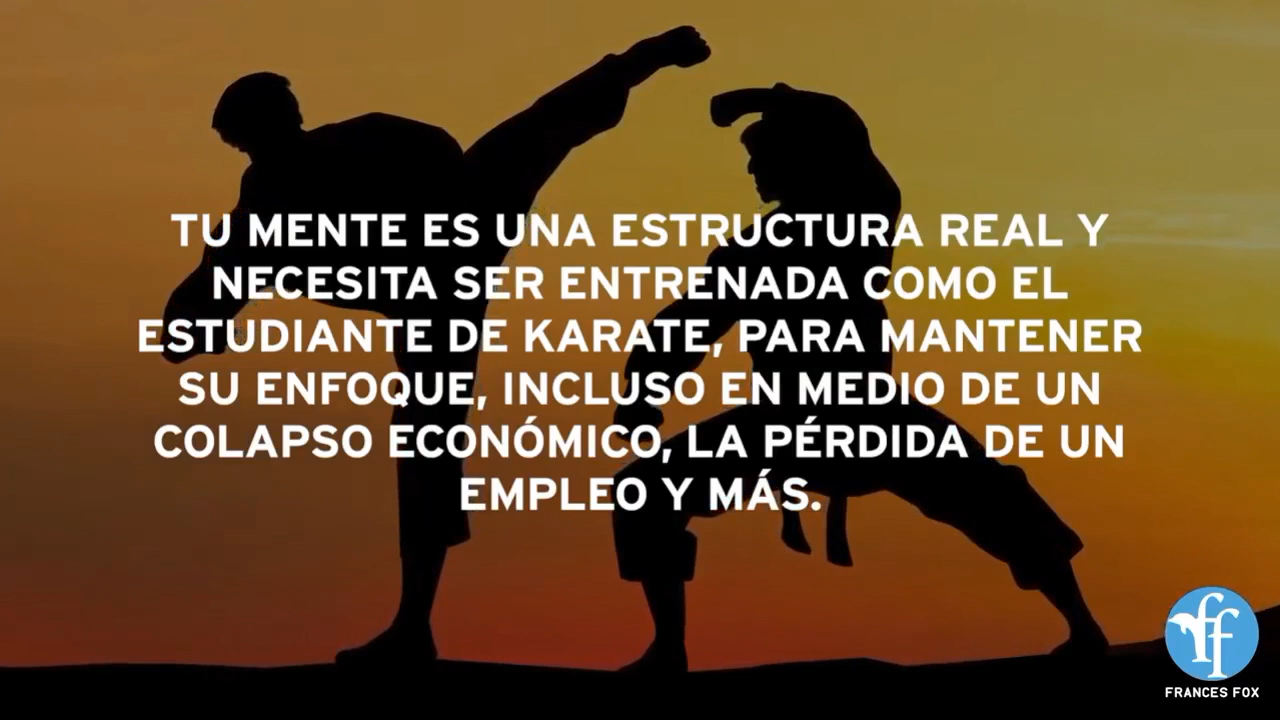 TU MENTE ES UNA ESTRUCTURA REAL Y
NECESITA SER ENTRENADA COMO EL
ESTUDIANTE DE KARATE, PARA MANTENER
SU ENFOQUE, INCLUSO EN MEDIO DE UN
COLAPSO ECONÓMICO, LA PÉRDIDA DE UN
EMPLEO Y MÁS.
ff
FRANCES FOX